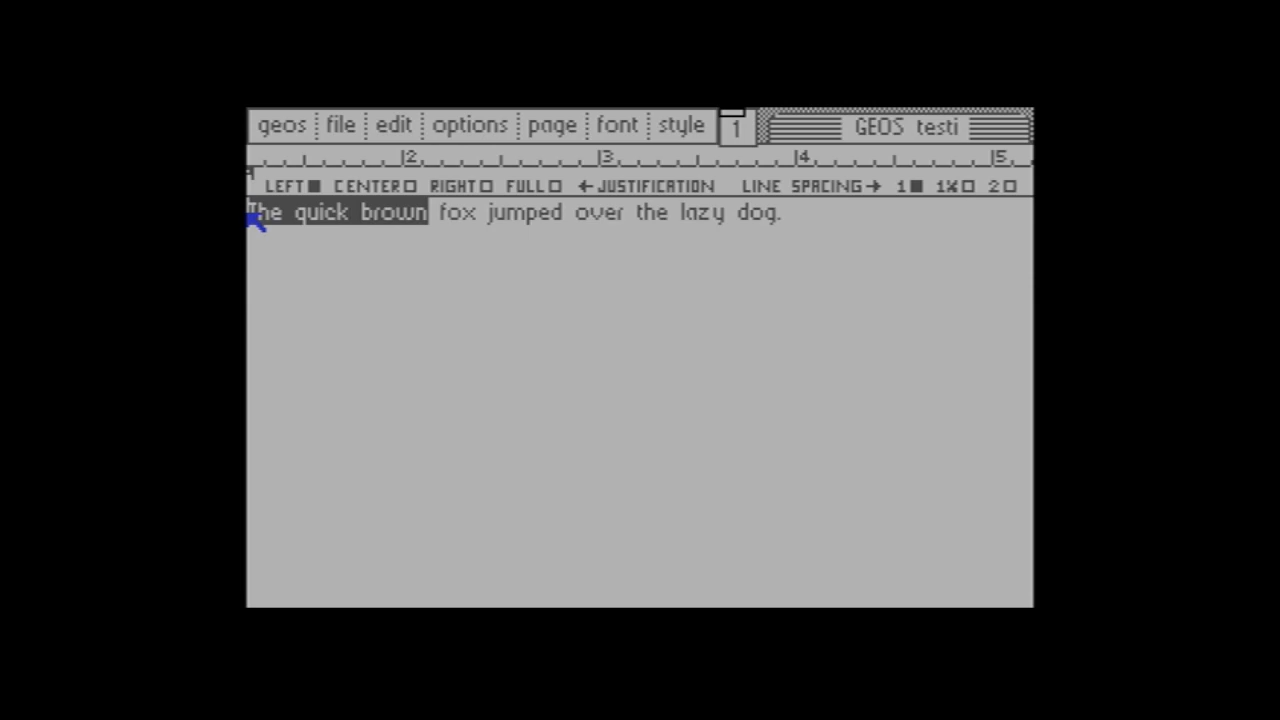 geos file edit options page font style 1 GEOS testi
2 3 4 5
LEFT CENTER RIGHT FULL ←JUSTIFICATION LINE SPACING→ 1 1½ 2
The quick brown fox jumped over the lazy dog.